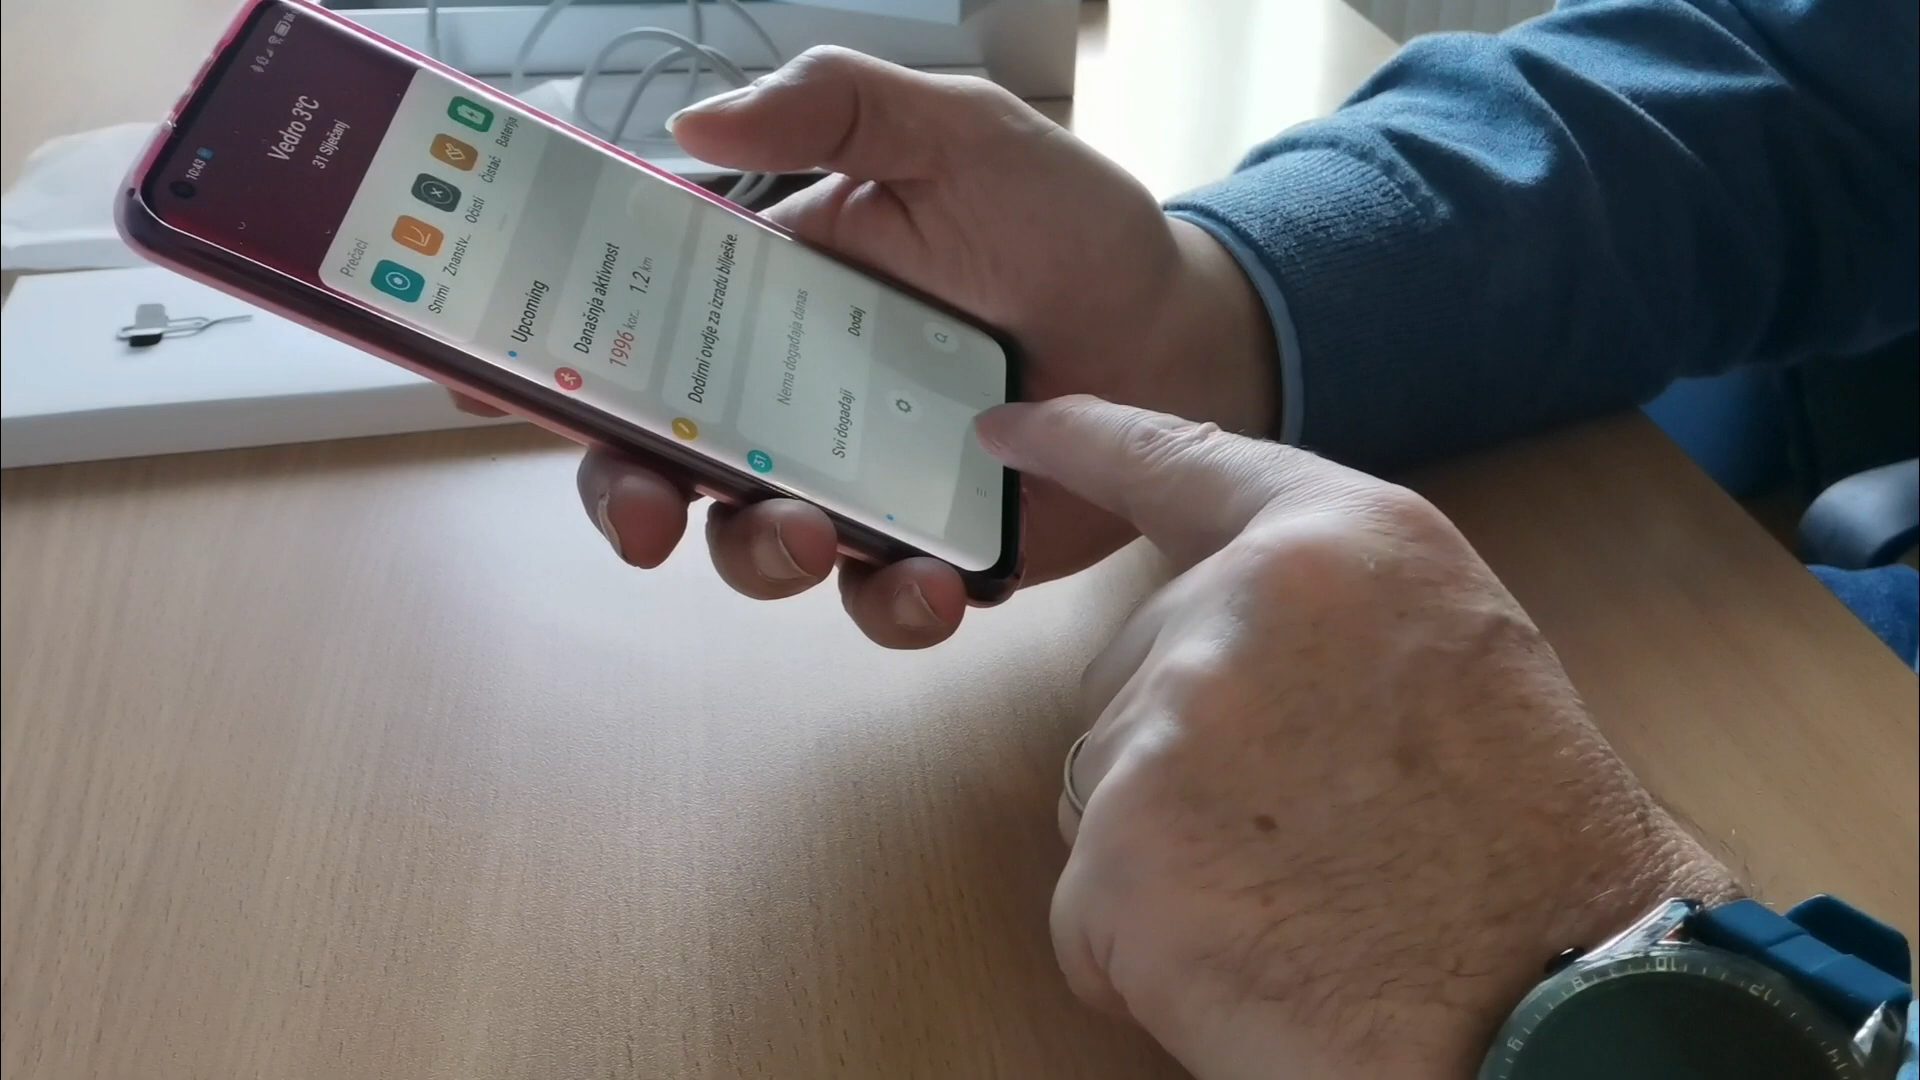 10:43
Vedro 3°C
31 Siječanj
Prečaci
Snimi
Znanstv...
Očisti
Čistač
Baterija
Upcoming
Današnja aktivnost
1996 kor... 1.2 km
Dodirni ovdje za izradu bilješke.
31
Nema događaja danas
Svi događaji
Dodaj